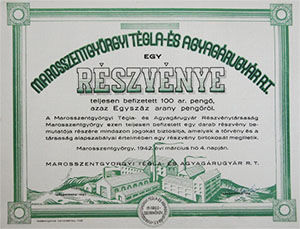 MAROSSZENTGYÖRGYI TÉGLA-ÉS AGYAGÁRUGYÁR R.T.
EGY
RÉSZVÉNYE
teljesen befizetett 100 ar. pengő,
azaz Egyszáz arany pengőről.
A Marosszentgyörgyi Tégla- és Agyagárugyár Részvénytársaság
Marosszentgyörgy ezen teljesen befizetett egy darab részvény be-
mutatója részére mindazon jogokat biztosítja, amelyek a törvény és a
társaság alapszabályai értelmében egy részvény birtokosát megilletik.
Marosszentgyörgy, 1942. évi március hó 4. napján.
MAROSSZENTGYÖRGYI TÉGLA- ÉS AGYAGÁRUGYÁR R. T.